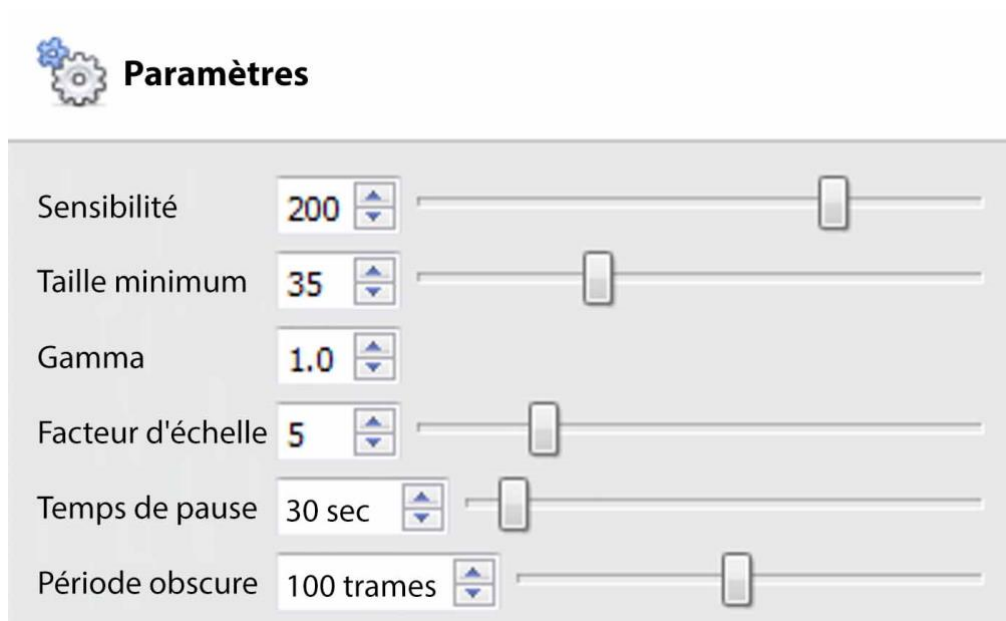 Paramètres
Sensibilité 200
Taille minimum 35
Gamma 1.0
Facteur d'échelle 5
Temps de pause 30 sec
Période obscure 100 trames